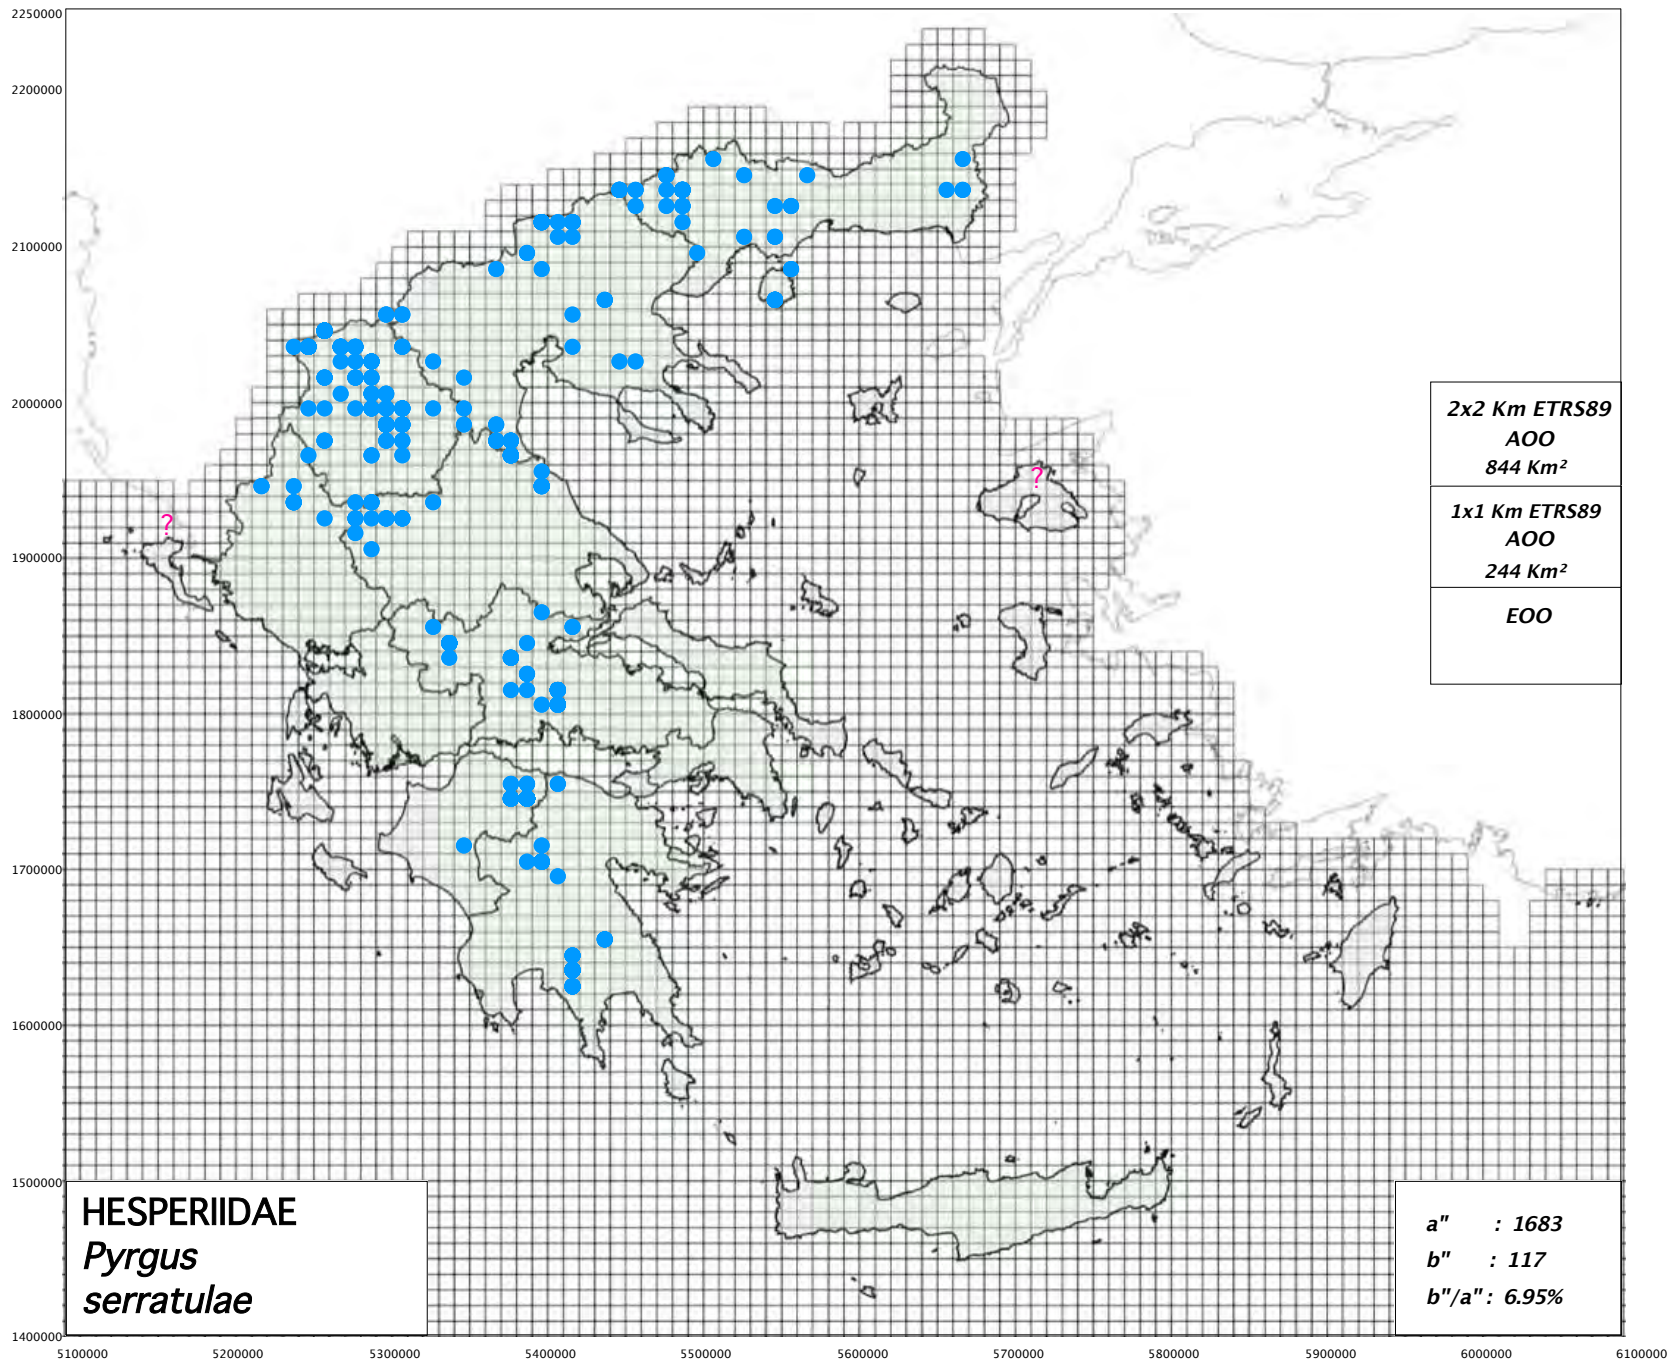 2250000
2200000
2100000
2000000
1900000
1800000
1700000
1600000
1500000
1400000
?
?
2x2 Km ETRS89
AOO
844 Km²
1x1 Km ETRS89
AOO
244 Km²
EOO
HESPERIIDAE
Pyrgus
serratulae
a" : 1683
b" : 117
b"/a" : 6.95%
5100000 5200000 5300000 5400000 5500000 5600000 5700000 5800000 5900000 6000000 6100000